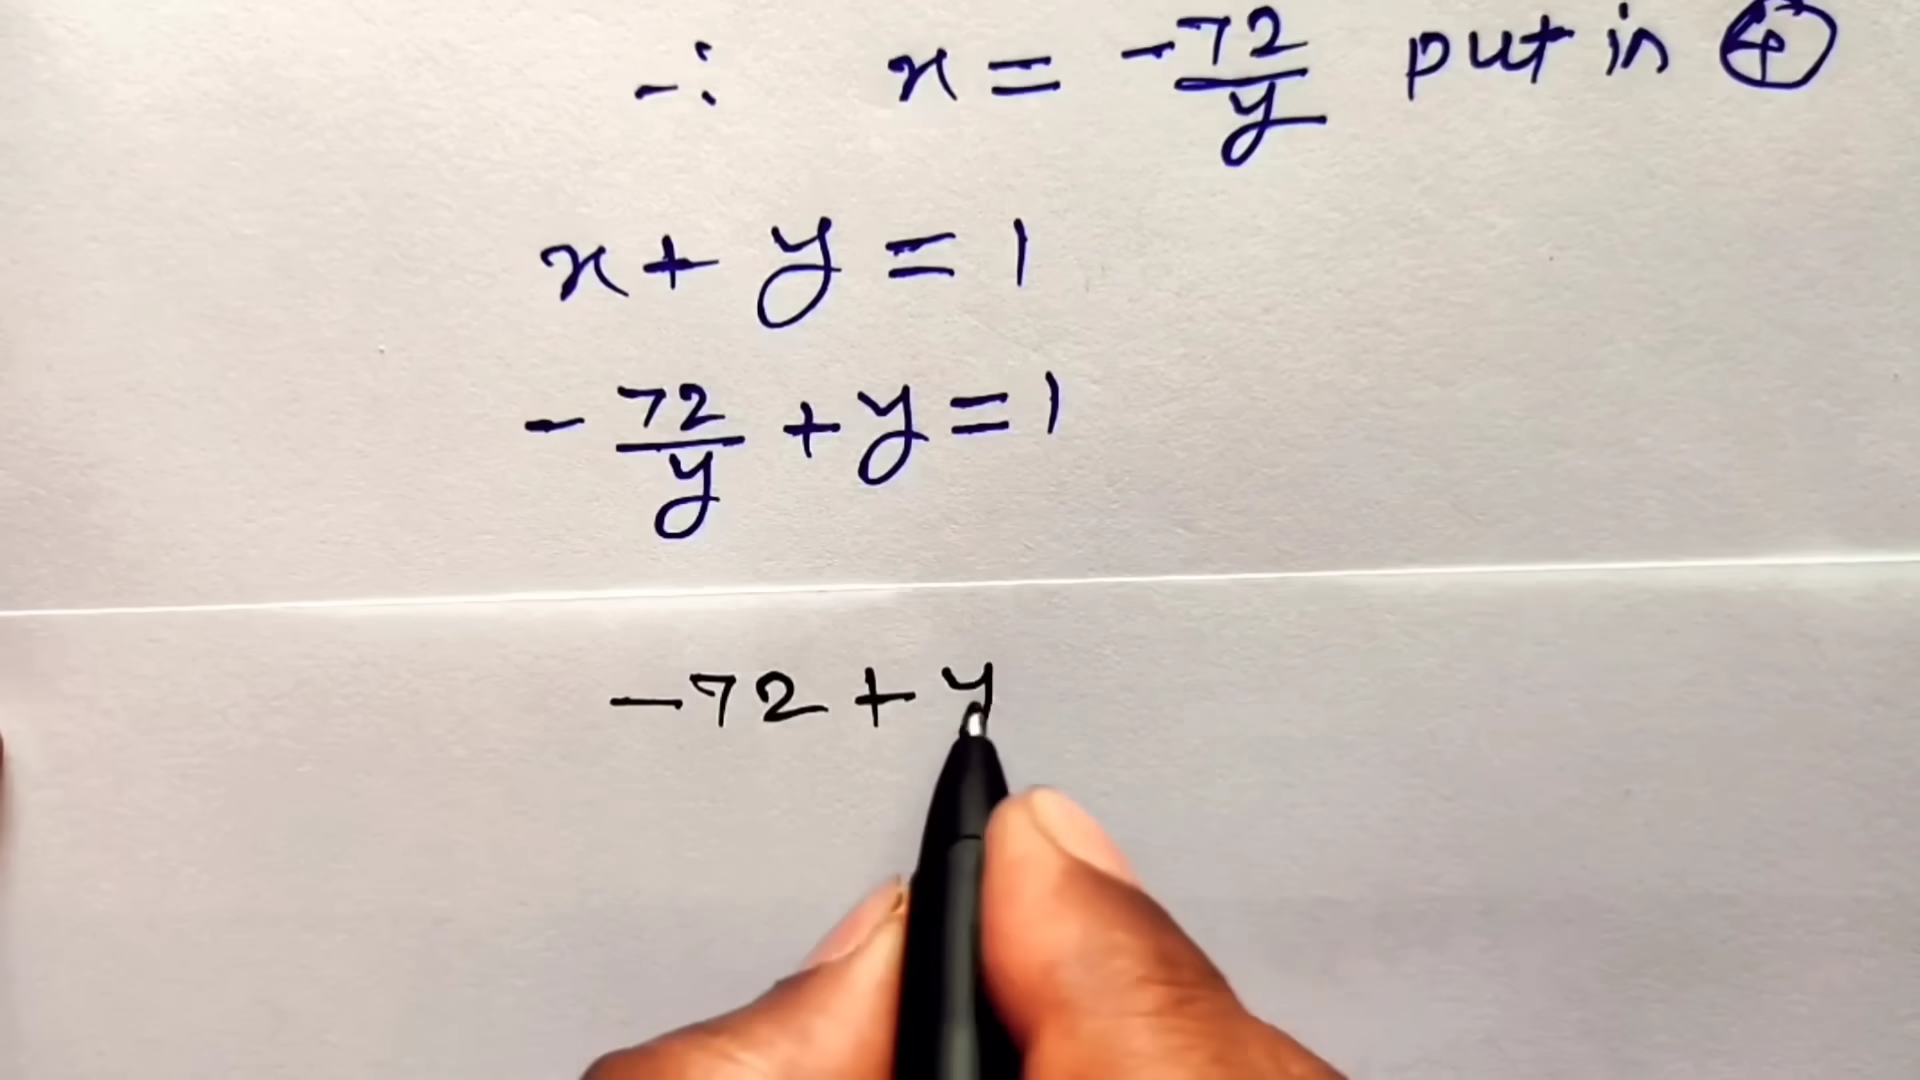 ∴ x = -72/y put in ④
x + y = 1
- 72/y + y = 1
-72 + y